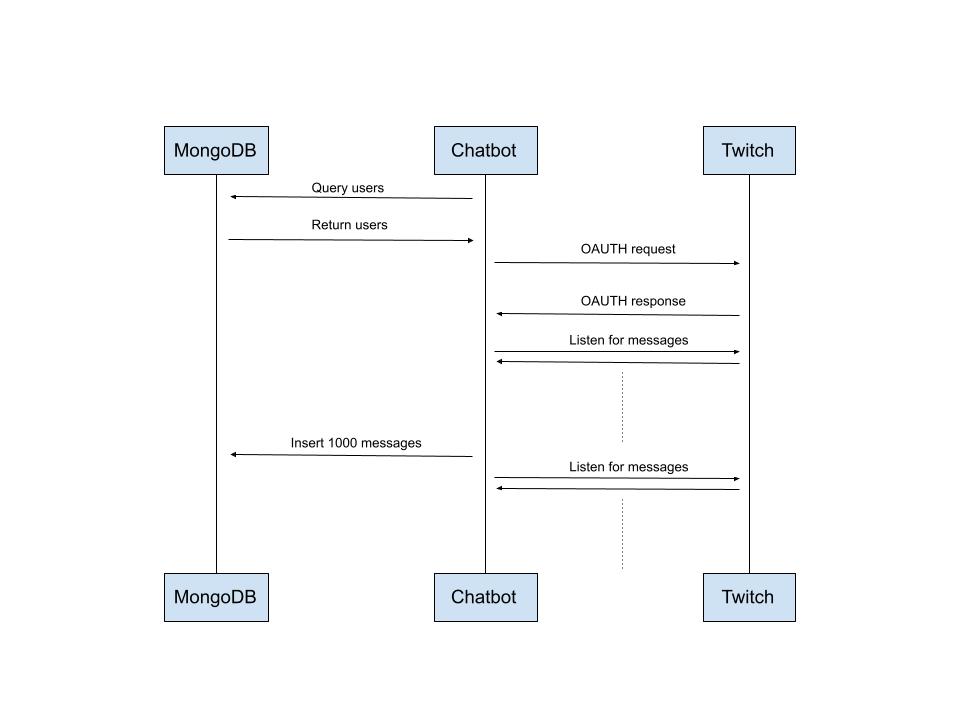 MongoDB
Chatbot
Twitch
Query users
Return users
OAUTH request
OAUTH response
Listen for messages
Insert 1000 messages
Listen for messages
MongoDB
Chatbot
Twitch